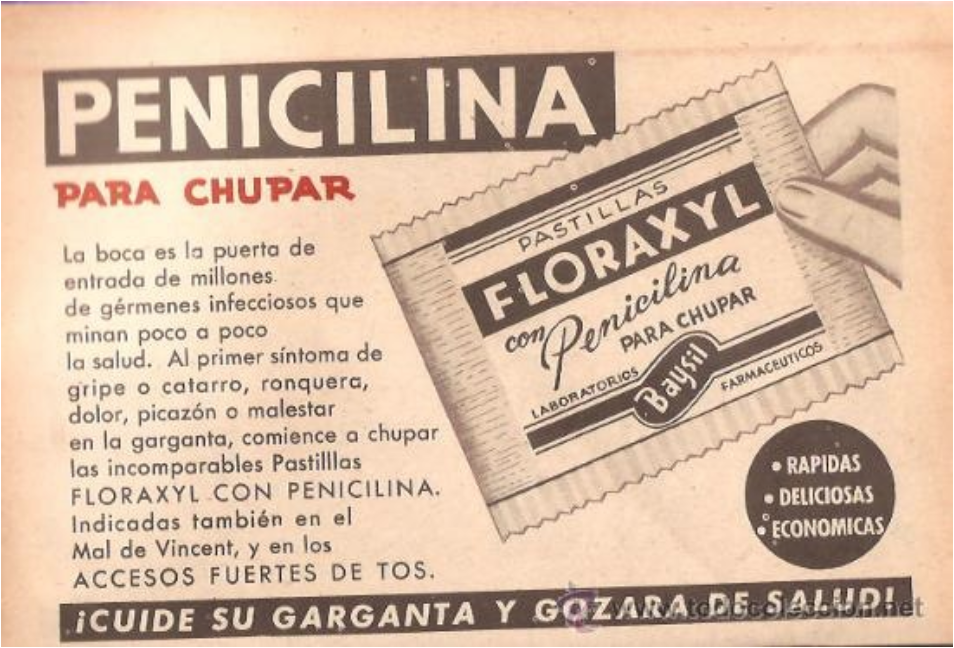 PENICILINA
PARA CHUPAR
La boca es la puerta de
entrada de millones
de gérmenes infecciosos que
minan poco a poco
la salud. Al primer síntoma de
gripe o catarro, ronquera,
dolor, picazón o malestar
en la garganta, comience a chupar
las incomparables Pastilllas
FLORAXYL CON PENICILINA.
Indicadas también en el
Mal de Vincent, y en los
ACCESOS FUERTES DE TOS.
PASTILLAS
FLORAXYL
con Penicilina
PARA CHUPAR
LABORATORIOS Baysil FARMACEUTICOS
• RAPIDAS
• DELICIOSAS
• ECONOMICAS
¡CUIDE SU GARGANTA Y GOZARA DE SALUD!
www.todocoleccion.net